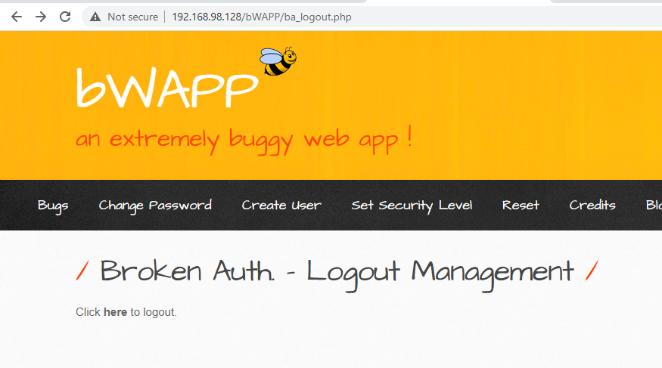 Not secure | 192.168.98.128/bWAPP/ba_logout.php
bWAPP
an extremely buggy web app !
Bugs Change Password Create User Set Security Level Reset Credits Blo
/ Broken Auth. - Logout Management /
Click here to logout.